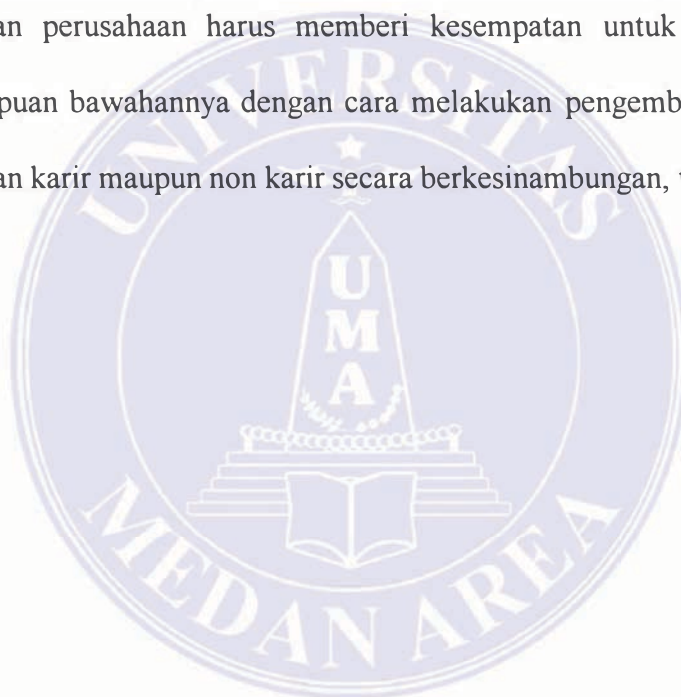 an perusahaan harus memberi kesempatan untuk
puan bawahannya dengan cara melakukan pengemb
an karir maupun non karir secara berkesinambungan,
UNIVERSITAS
U
M
A
MEDAN AREA